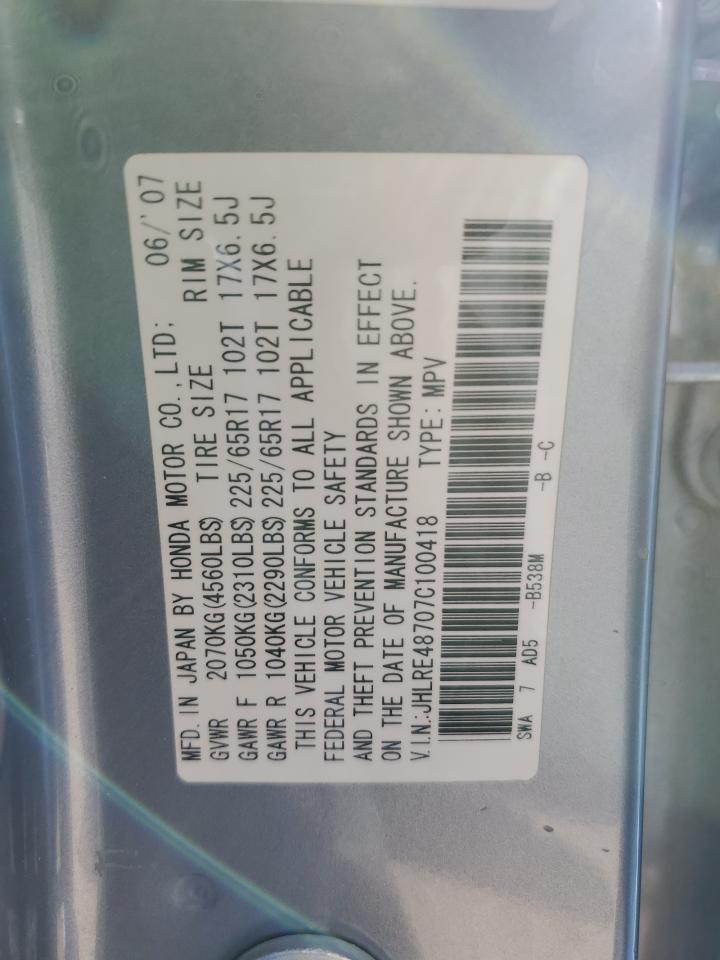 MFD. IN JAPAN BY HONDA MOTOR CO.,LTD; 06/'07
GVWR 2070KG(4560LBS) TIRE SIZE RIM SIZE
GAWR F 1050KG(2310LBS) 225/65R17 102T 17X6.5J
GAWR R 1040KG(2290LBS) 225/65R17 102T 17X6.5J
THIS VEHICLE CONFORMS TO ALL APPLICABLE
FEDERAL MOTOR VEHICLE SAFETY
AND THEFT PREVENTION STANDARDS IN EFFECT
ON THE DATE OF MANUFACTURE SHOWN ABOVE.
V.I.N.:JHLRE48707C100418 TYPE: MPV
SWA 7 AD5 -B538M -B -C